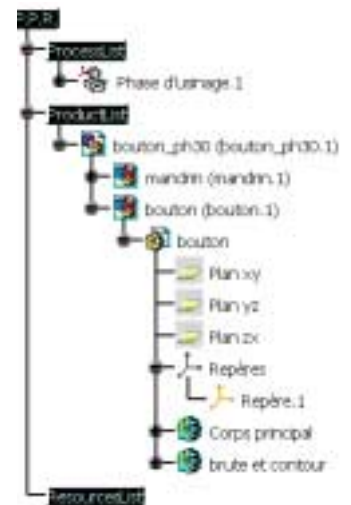 P.P.R.
ProcessList
Phase d'usinage.1
ProductList
bouton_ph30 (bouton_ph30.1)
mandrin (mandrin.1)
bouton (bouton.1)
bouton
Plan xy
Plan yz
Plan zx
Repères
Repère.1
Corps principal
brute et contour
ResourcesList